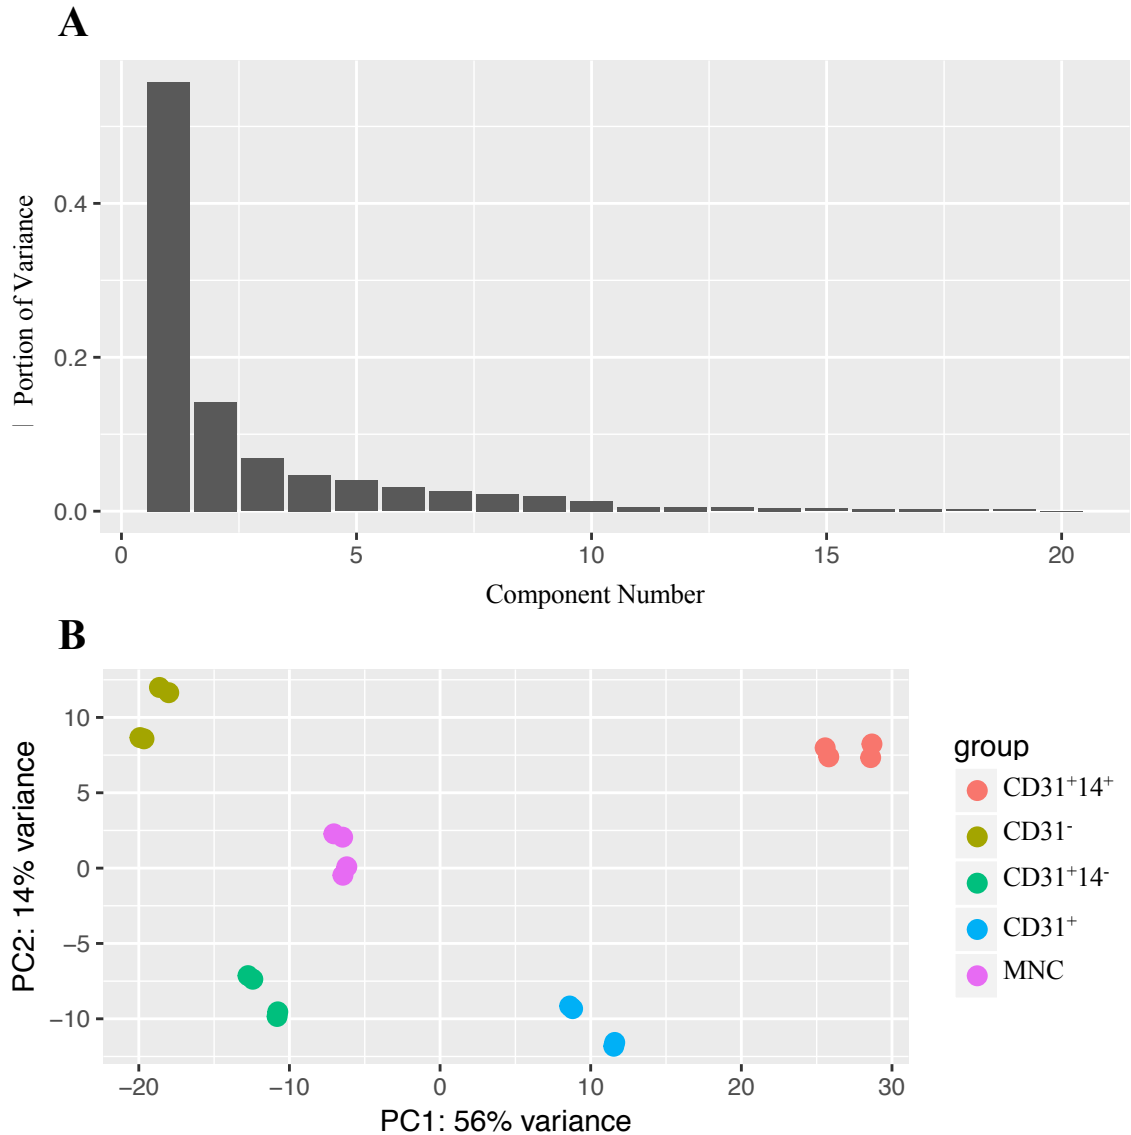 A
| Portion of Variance
0.4
0.2
0.0
0 5 10 15 20
Component Number
B
PC2: 14% variance
10
5
0
−5
−10
−20 −10 0 10 20 30
PC1: 56% variance
group
CD31⁺14⁺
CD31⁻
CD31⁺14⁻
CD31⁺
MNC